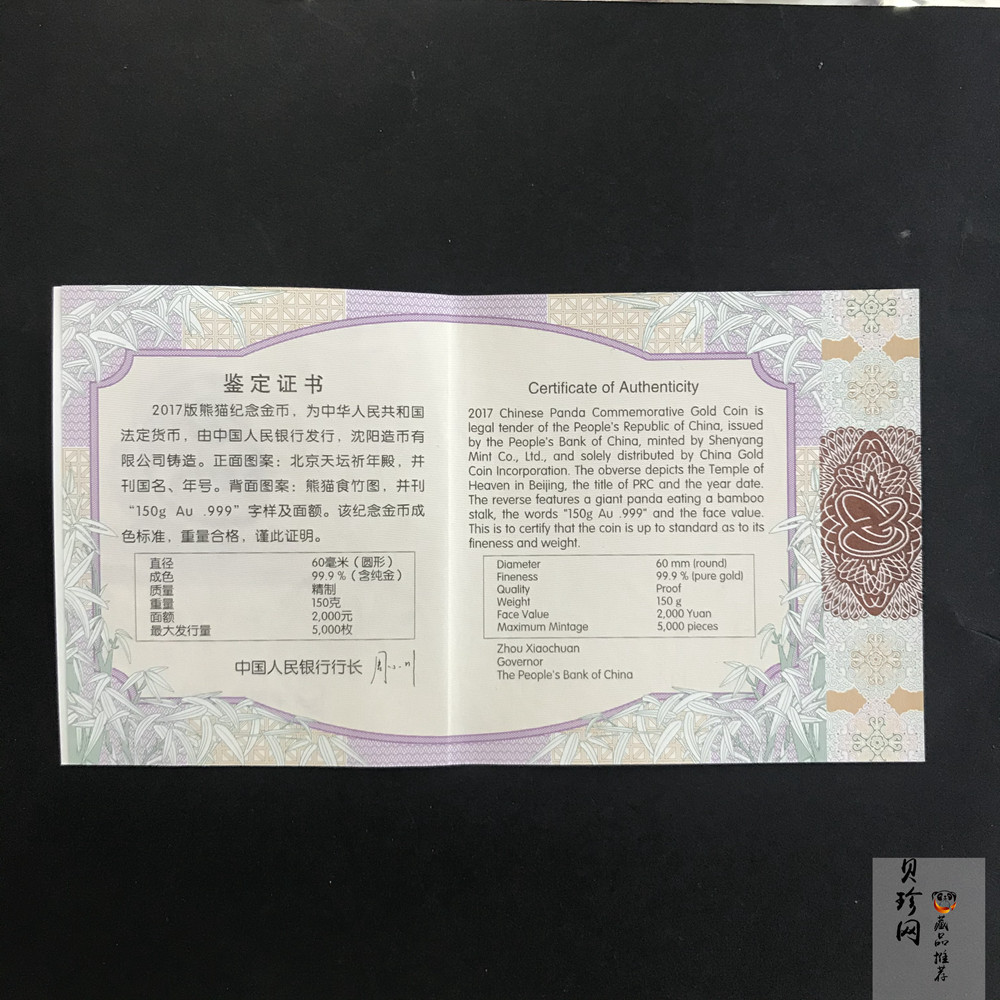 鉴定证书
2017版熊猫纪念金币，为中华人民共和国
法定货币，由中国人民银行发行，沈阳造币有
限公司铸造。正面图案：北京天坛祈年殿，并
刊国名、年号。背面图案：熊猫食竹图，并刊
“150g Au .999”字样及面额。该纪念金币成
色标准，重量合格，谨此证明。
直径 60毫米（圆形）
成色 99.9%（含纯金）
质量 精制
重量 150克
面额 2,000元
最大发行量 5,000枚
中国人民银行行长
Certificate of Authenticity
2017 Chinese Panda Commemorative Gold Coin is
legal tender of the People's Republic of China, issued
by the People's Bank of China, minted by Shenyang
Mint Co., Ltd., and solely distributed by China Gold
Coin Incorporation. The obverse depicts the Temple of
Heaven in Beijing, the title of PRC and the year date.
The reverse features a giant panda eating a bamboo
stalk, the words "150g Au .999" and the face value.
This is to certify that the coin is up to standard as to its
fineness and weight.
Diameter 60 mm (round)
Fineness 99.9 % (pure gold)
Quality Proof
Weight 150 g
Face Value 2,000 Yuan
Maximum Mintage 5,000 pieces
Zhou Xiaochuan
Governor
The People's Bank of China
贝珍网
藏品推荐